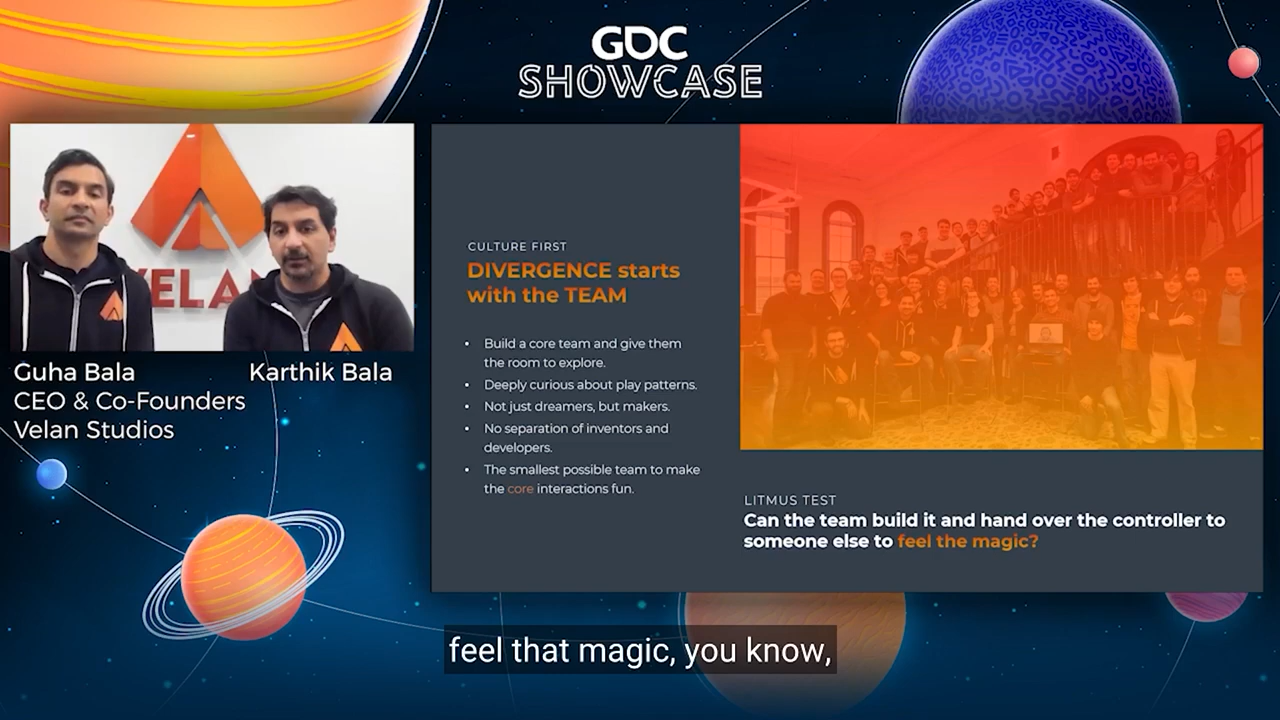 GDC
SHOWCASE
VELAN
Guha Bala
Karthik Bala
CEO & Co-Founders
Velan Studios
CULTURE FIRST
DIVERGENCE starts
with the TEAM
• Build a core team and give them
the room to explore.
• Deeply curious about play patterns.
• Not just dreamers, but makers.
• No separation of inventors and
developers.
• The smallest possible team to make
the core interactions fun.
LITMUS TEST
Can the team build it and hand over the controller to
someone else to feel the magic?
feel that magic, you know,